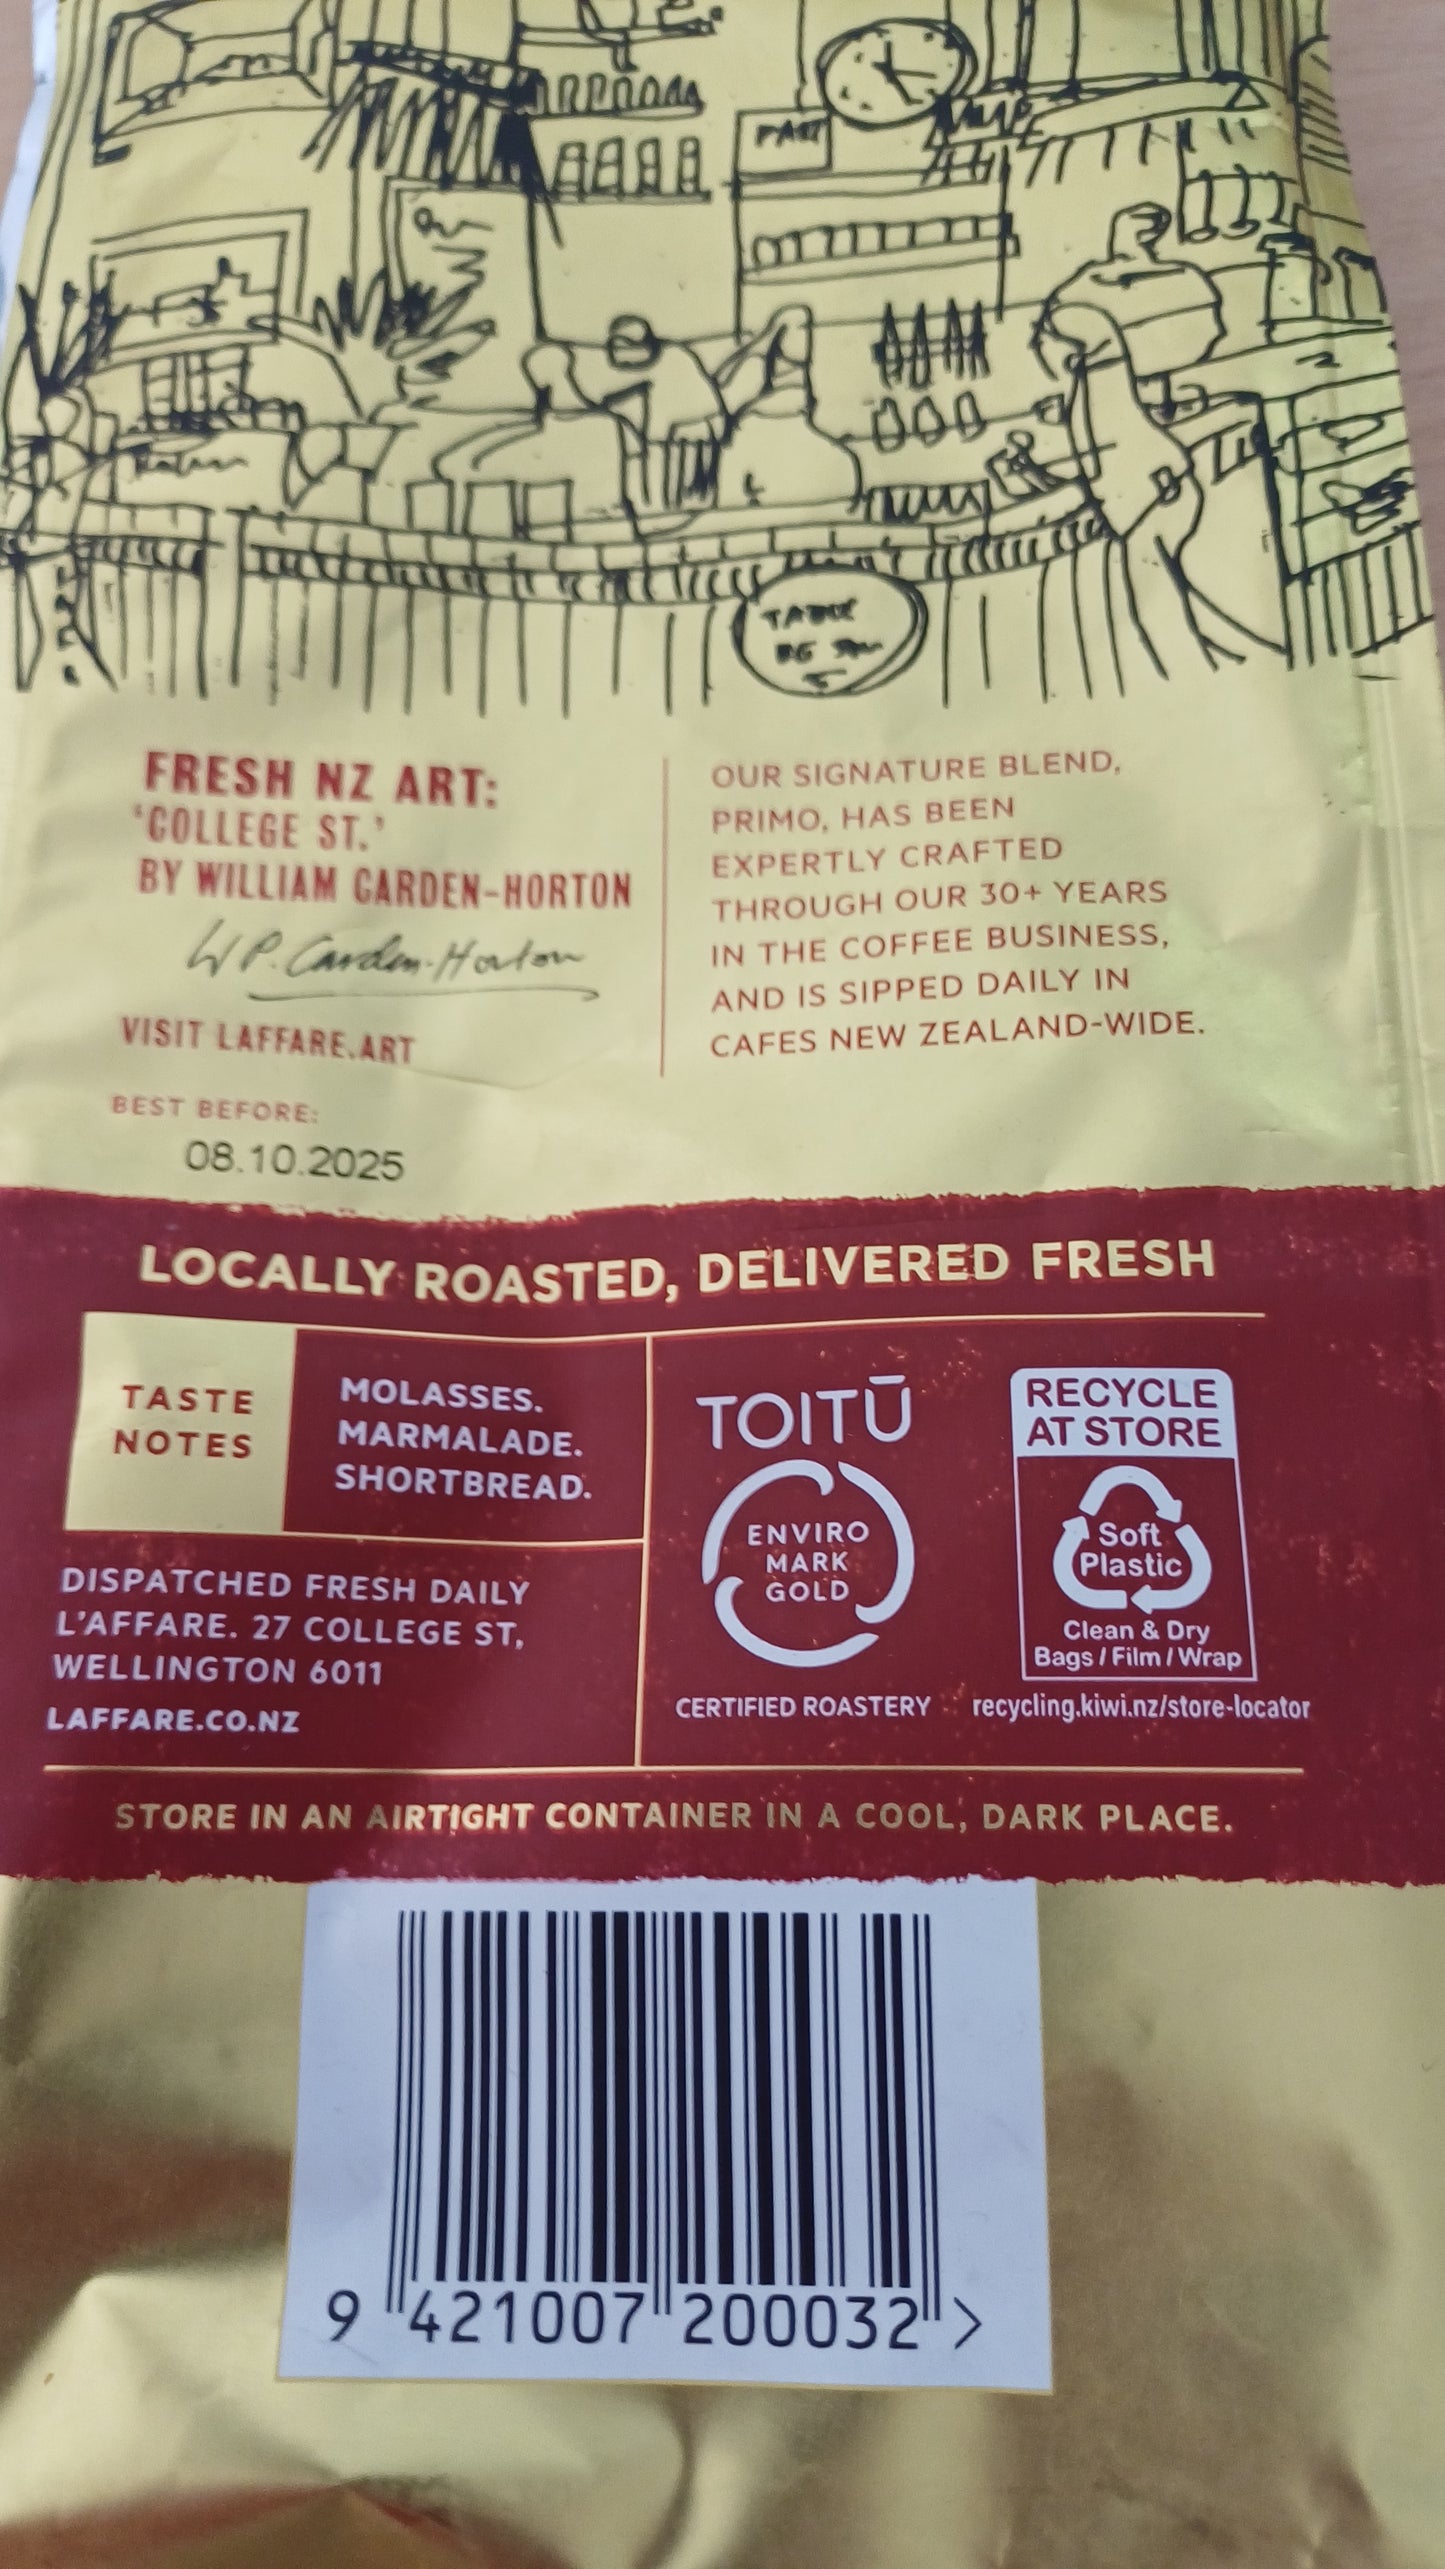 PAST
FRESH NZ ART:
'COLLEGE ST.'
BY WILLIAM CARDEN-HORTON
W P. Carden-Horton
VISIT LAFFARE.ART
BEST BEFORE:
08.10.2025
OUR SIGNATURE BLEND,
PRIMO, HAS BEEN
EXPERTLY CRAFTED
THROUGH OUR 30+ YEARS
IN THE COFFEE BUSINESS,
AND IS SIPPED DAILY IN
CAFES NEW ZEALAND-WIDE.
LOCALLY ROASTED, DELIVERED FRESH
TASTE
NOTES
MOLASSES.
MARMALADE.
SHORTBREAD.
DISPATCHED FRESH DAILY
L'AFFARE. 27 COLLEGE ST,
WELLINGTON 6011
LAFFARE.CO.NZ
TOITŪ
ENVIRO
MARK
GOLD
CERTIFIED ROASTERY
RECYCLE
AT STORE
Soft
Plastic
Clean & Dry
Bags / Film / Wrap
recycling.kiwi.nz/store-locator
STORE IN AN AIRTIGHT CONTAINER IN A COOL, DARK PLACE.
9 421007 200032 >